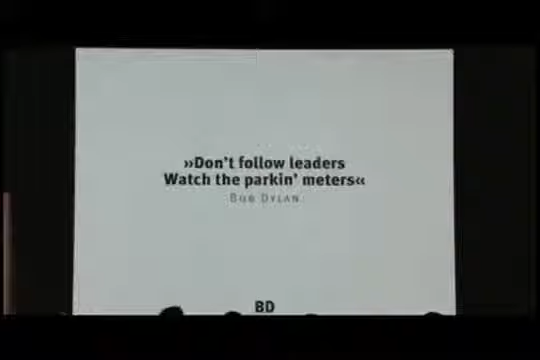 »Don't follow leaders
Watch the parkin' meters«
BOB DYLAN
BD